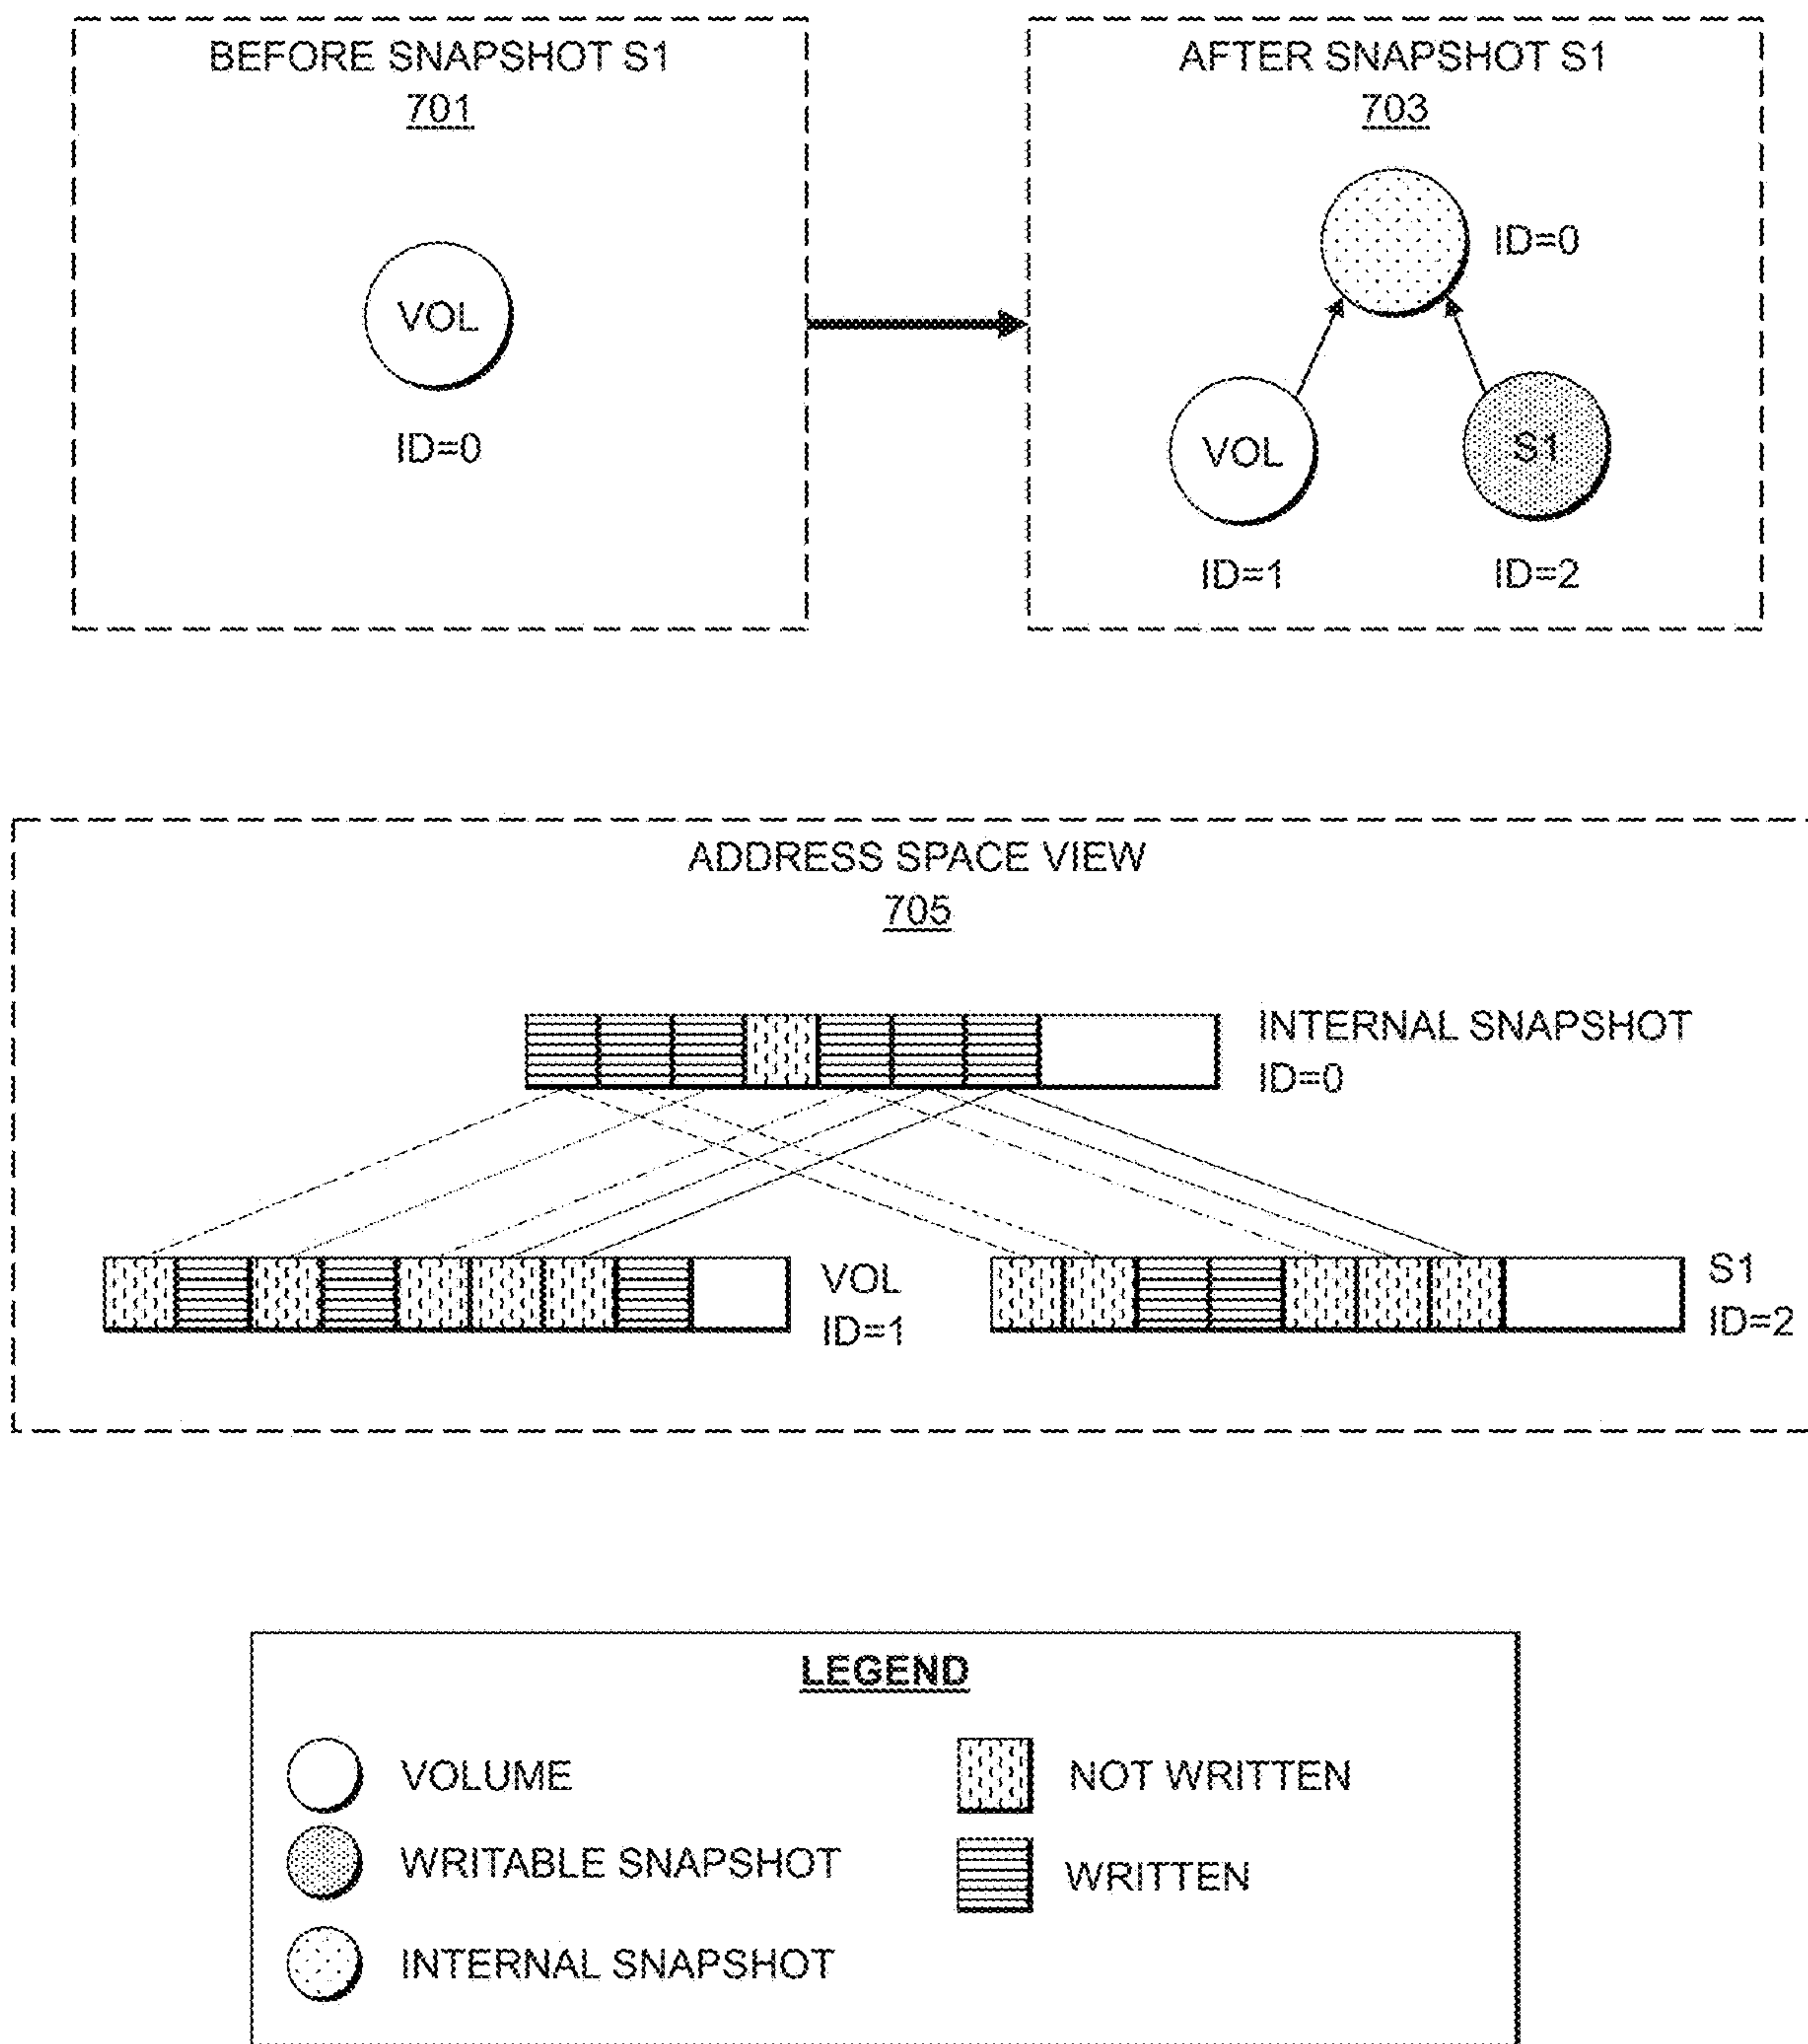 BEFORE SNAPSHOT S1
701
VOL
ID=0
AFTER SNAPSHOT S1
703
ID=0
VOL
S1
ID=1
ID=2
ADDRESS SPACE VIEW
705
INTERNAL SNAPSHOT
ID=0
VOL
ID=1
S1
ID=2
LEGEND
VOLUME
WRITABLE SNAPSHOT
INTERNAL SNAPSHOT
NOT WRITTEN
WRITTEN